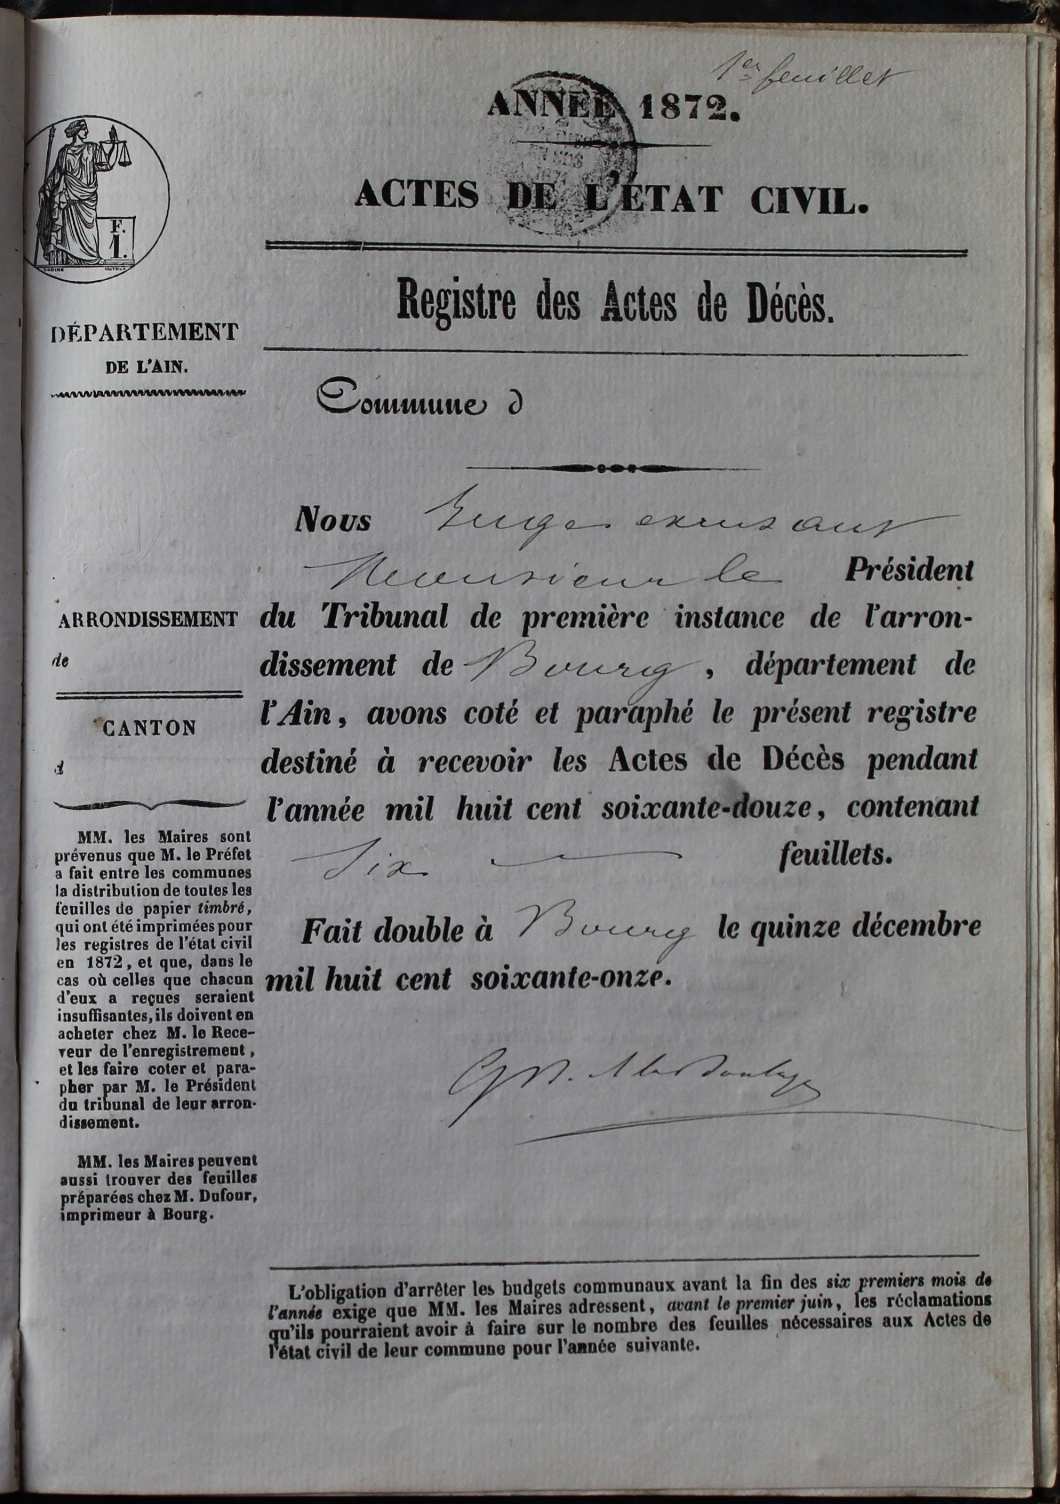 1er feuillet
ANNÉE 1872.
ACTES DE L'ÉTAT CIVIL.
F.
1.
Registre des Actes de Décès.
DÉPARTEMENT
DE L'AIN.
Commune d
Nous Juge
Monsieur le Président
du Tribunal de première instance de l'arron-
dissement de Bourg, département de
l'Ain, avons coté et paraphé le présent registre
destiné à recevoir les Actes de Décès pendant
l'année mil huit cent soixante-douze, contenant
Six feuillets.
Fait double à Bourg le quinze décembre
mil huit cent soixante-onze.
ARRONDISSEMENT
de
CANTON
d
MM. les Maires sont
prévenus que M. le Préfet
a fait entre les communes
la distribution de toutes les
feuilles de papier timbré,
qui ont été imprimées pour
les registres de l'état civil
en 1872, et que, dans le
cas où celles que chacun
d'eux a reçues seraient
insuffisantes, ils doivent en
acheter chez M. le Rece-
veur de l'enregistrement,
et les faire coter et para-
pher par M. le Président
du tribunal de leur arron-
dissement.
MM. les Maires peuvent
aussi trouver des feuilles
préparées chez M. Dufour,
imprimeur à Bourg.
L'obligation d'arrêter les budgets communaux avant la fin des six premiers mois de
l'année exige que MM. les Maires adressent, avant le premier juin, les réclamations
qu'ils pourraient avoir à faire sur le nombre des feuilles nécessaires aux Actes de
l'état civil de leur commune pour l'année suivante.